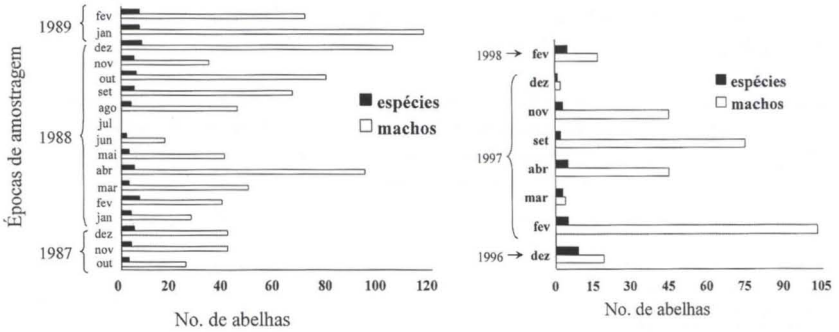 Épocas de amostragem
1989
fev
jan
1988
dez
nov
out
set
ago
jul
jun
mai
abr
mar
fev
jan
1987
dez
nov
out
espécies
machos
0 20 40 60 80 100 120
No. de abelhas
1998
fev
1997
dez
nov
set
abr
mar
fev
1996
dez
espécies
machos
0 15 30 45 60 75 90 105
No. de abelhas